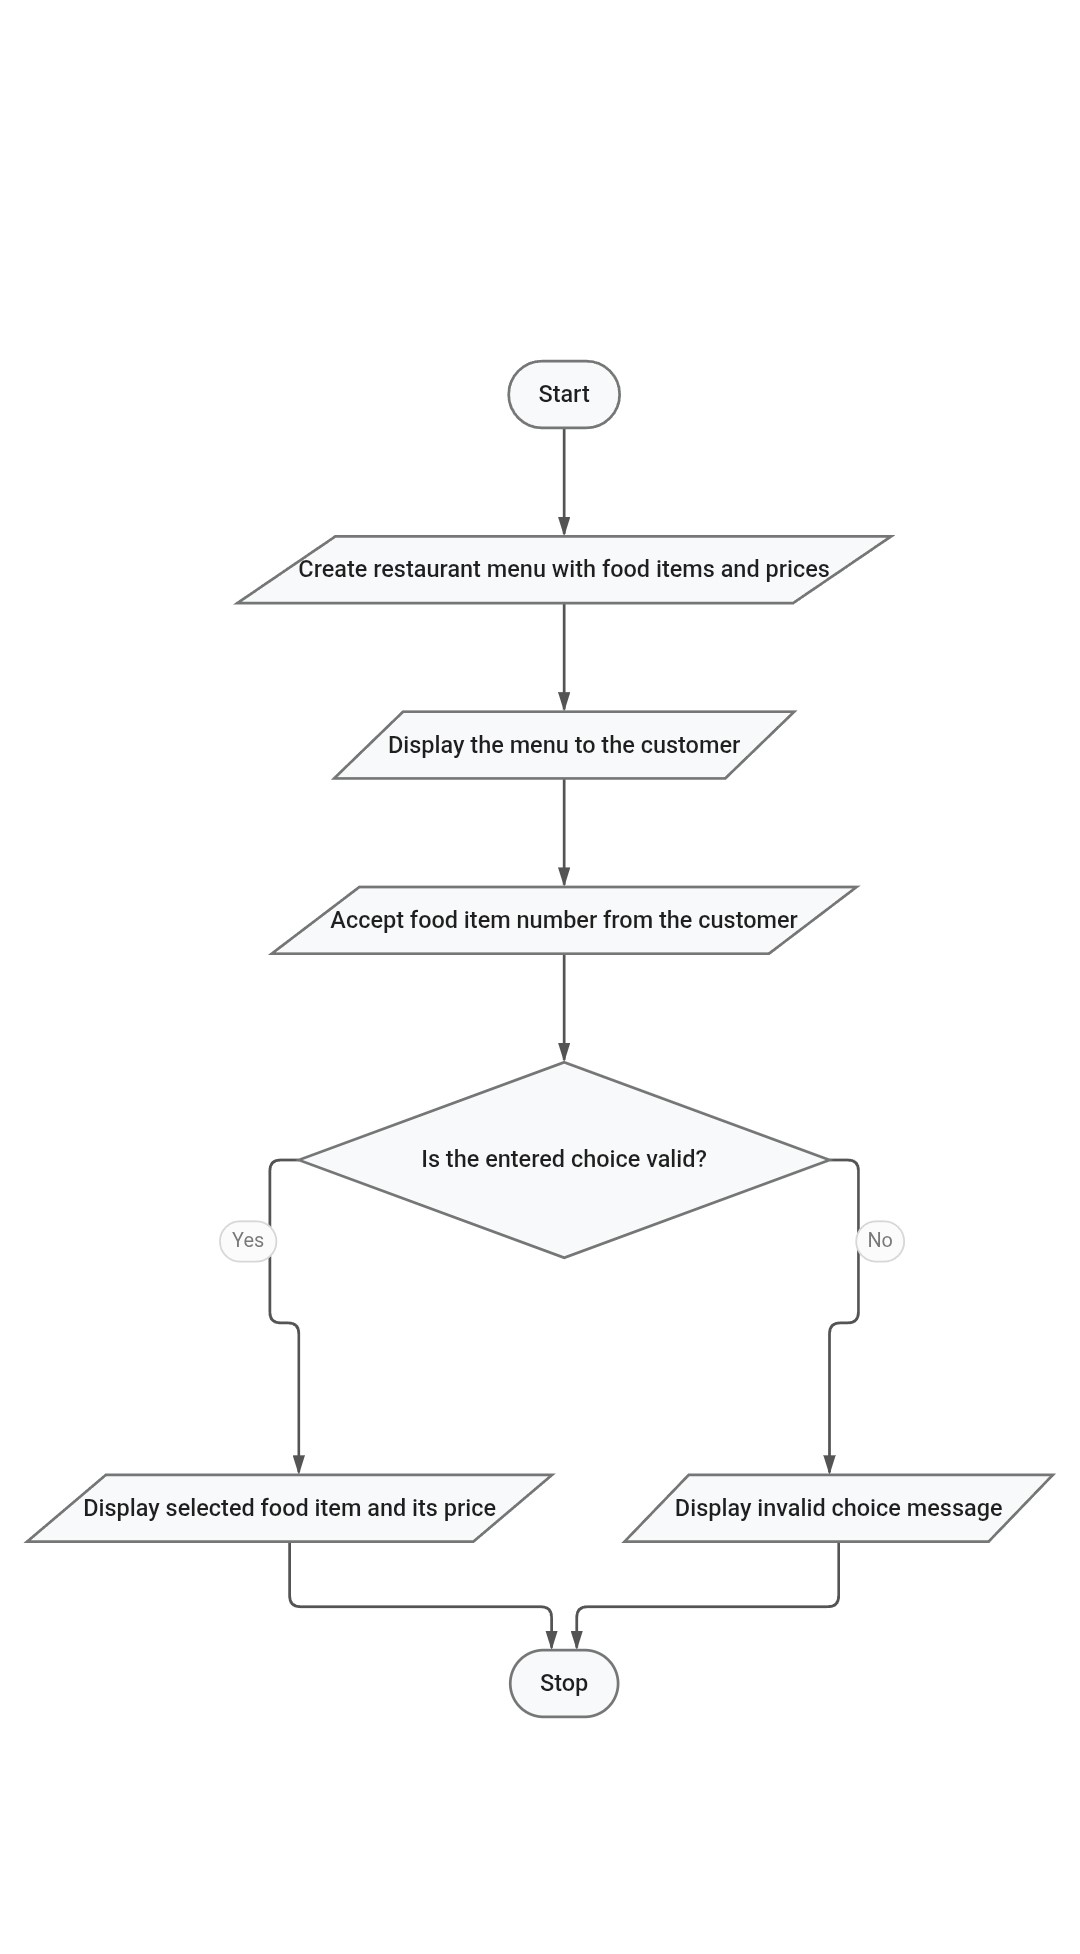 Start
Create restaurant menu with food items and prices
Display the menu to the customer
Accept food item number from the customer
Is the entered choice valid?
Yes
No
Display selected food item and its price
Display invalid choice message
Stop